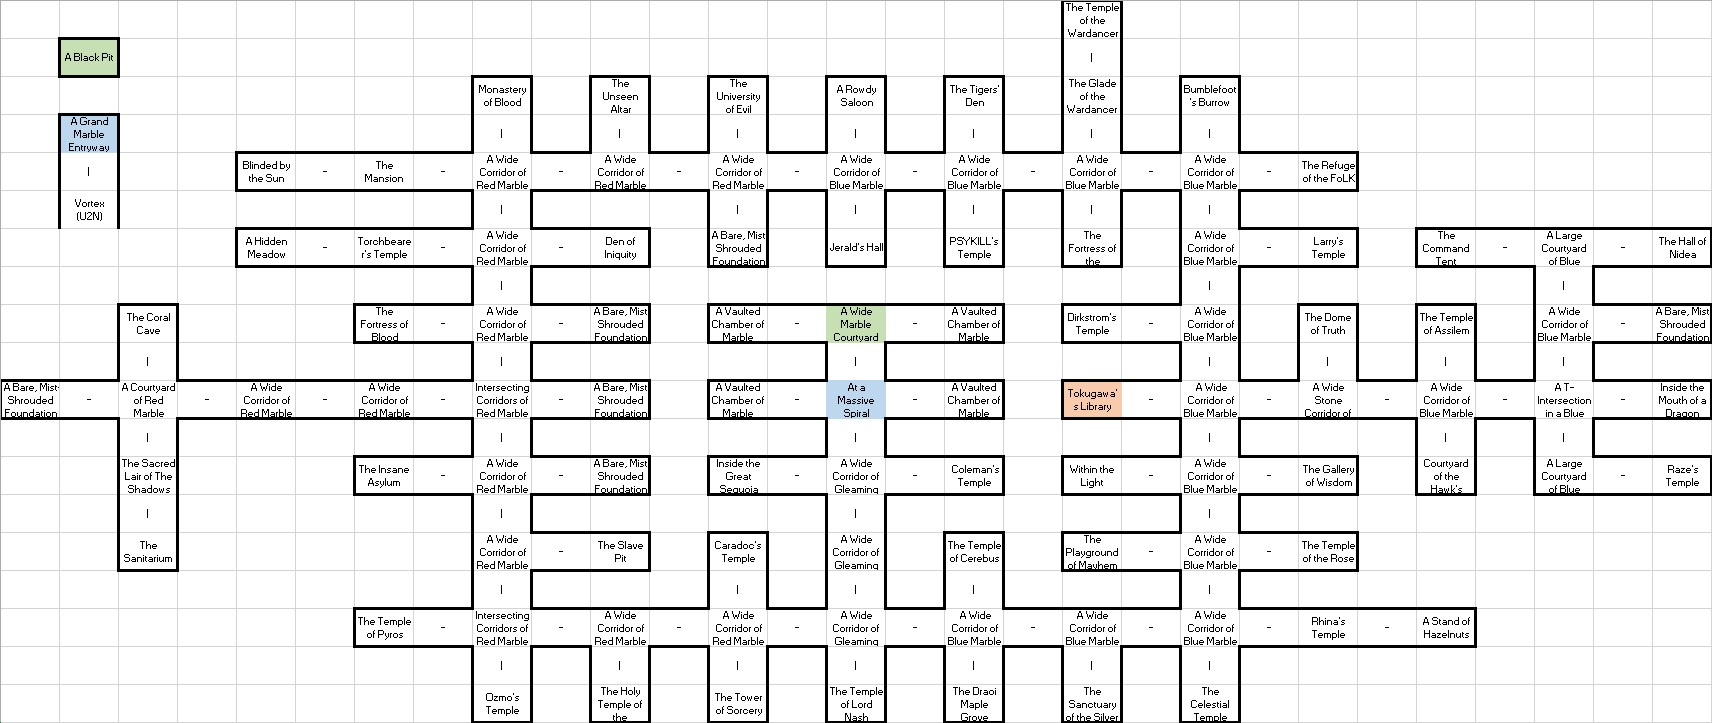 The Temple
of the
Wardancer
A Black Pit
Monastery
of Blood
The
Unseen
Altar
The
University
of Evil
A Rowdy
Saloon
The Tigers'
Den
The Glade
of the
Wardancer
Bumblefoot
's Burrow
A Grand
Marble
Entryway
Blinded by
the Sun
The
Mansion
A Wide
Corridor of
Red Marble
A Wide
Corridor of
Red Marble
A Wide
Corridor of
Red Marble
A Wide
Corridor of
Blue Marble
A Wide
Corridor of
Blue Marble
A Wide
Corridor of
Blue Marble
A Wide
Corridor of
Blue Marble
The Refuge
of the FoLK
Vortex
(U2N)
A Hidden
Meadow
Torchbeare
r's Temple
A Wide
Corridor of
Red Marble
Den of
Iniquity
A Bare, Mist
Shrouded
Foundation
Jerald's Hall
PSYKILL's
Temple
The
Fortress of
the
A Wide
Corridor of
Blue Marble
Larry's
Temple
The
Command
Tent
A Large
Courtyard
of Blue
The Hall of
Nidea
The Coral
Cave
The
Fortress of
Blood
A Wide
Corridor of
Red Marble
A Bare, Mist
Shrouded
Foundation
A Vaulted
Chamber of
Marble
A Wide
Marble
Courtyard
A Vaulted
Chamber of
Marble
Dirkstrom's
Temple
A Wide
Corridor of
Blue Marble
The Dome
of Truth
The Temple
of Assilem
A Wide
Corridor of
Blue Marble
A Bare, Mist
Shrouded
Foundation
A Bare, Mist-
Shrouded
Foundation
A Courtyard
of Red
Marble
A Wide
Corridor of
Red Marble
A Wide
Corridor of
Red Marble
Intersecting
Corridors of
Red Marble
A Bare, Mist
Shrouded
Foundation
A Vaulted
Chamber of
Marble
At a
Massive
Spiral
A Vaulted
Chamber of
Marble
Tokugawa'
s Library
A Wide
Corridor of
Blue Marble
A Wide
Stone
Corridor of
A Wide
Corridor of
Blue Marble
A T-
Intersection
in a Blue
Inside the
Mouth of a
Dragon
The Sacred
Lair of The
Shadows
The Insane
Asylum
A Wide
Corridor of
Red Marble
A Bare, Mist
Shrouded
Foundation
Inside the
Great
Sequoia
A Wide
Corridor of
Gleaming
Coleman's
Temple
Within the
Light
A Wide
Corridor of
Blue Marble
The Gallery
of Wisdom
Courtyard
of the
Hawk's
A Large
Courtyard
of Blue
Raze's
Temple
The
Sanitarium
A Wide
Corridor of
Red Marble
The Slave
Pit
Caradoc's
Temple
A Wide
Corridor of
Gleaming
The Temple
of Cerebus
The
Playground
of Mayhem
A Wide
Corridor of
Blue Marble
The Temple
of the Rose
The Temple
of Pyros
Intersecting
Corridors of
Red Marble
A Wide
Corridor of
Red Marble
A Wide
Corridor of
Red Marble
A Wide
Corridor of
Gleaming
A Wide
Corridor of
Blue Marble
A Wide
Corridor of
Blue Marble
A Wide
Corridor of
Blue Marble
Rhina's
Temple
A Stand of
Hazelnuts
Ozmo's
Temple
The Holy
Temple of
the
The Tower
of Sorcery
The Temple
of Lord
Nash
The Draoi
Maple
Grove
The
Sanctuary
of the Silver
The
Celestial
Temple